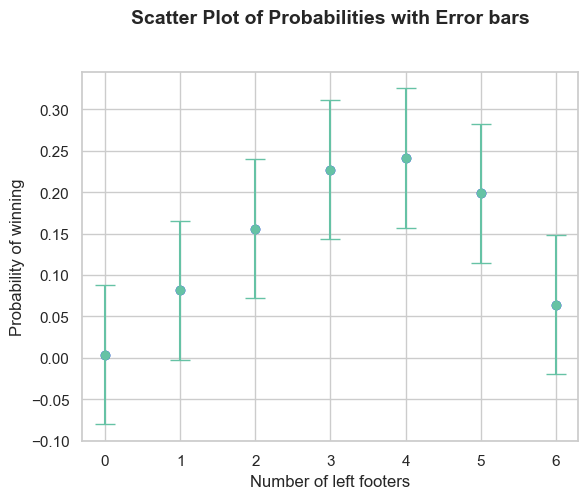 Scatter Plot of Probabilities with Error bars
Probability of winning
0.30
0.25
0.20
0.15
0.10
0.05
0.00
−0.05
−0.10
0 1 2 3 4 5 6
Number of left footers